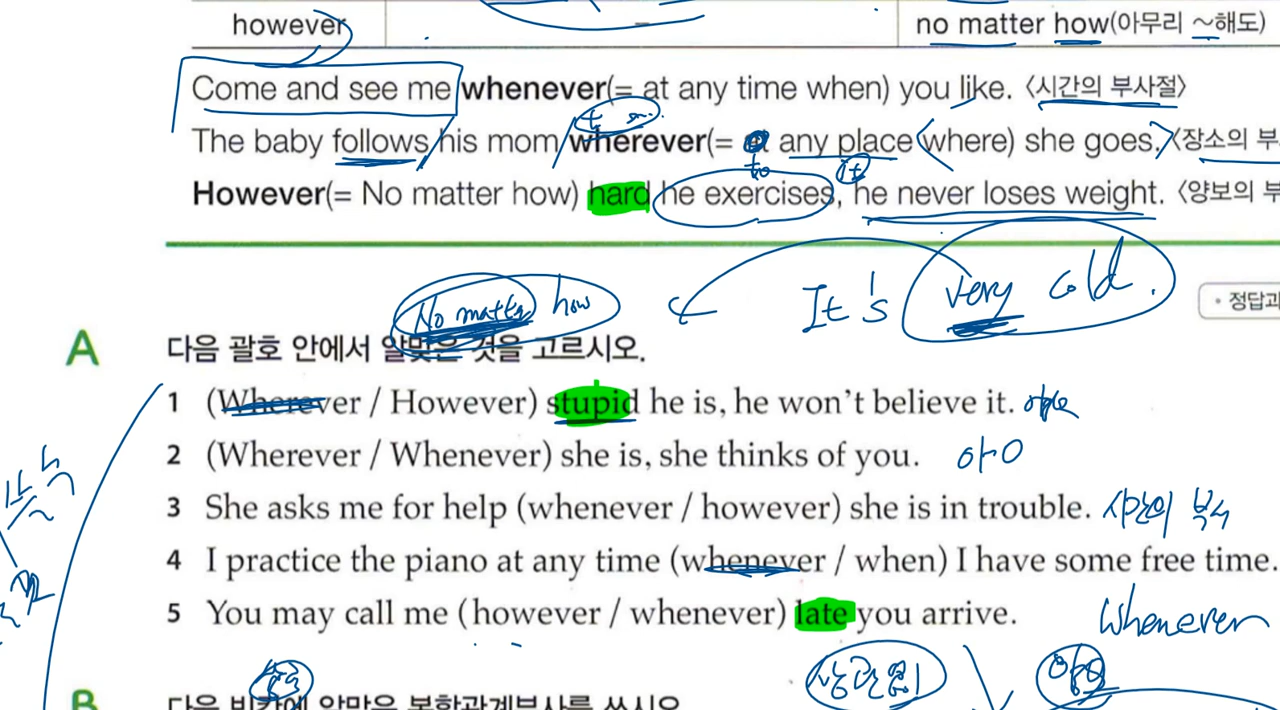 however – no matter how(아무리 ~해도)
Come and see me whenever(= at any time when) you like. 〈시간의 부사절〉
The baby follows his mom wherever(= any place where) she goes. 〈장소의 부
to
However(= No matter how) hard he exercises, he never loses weight. 〈양보의 부
No matter how It's very cold.
정답과
A 다음 괄호 안에서 알맞은 것을 고르시오.
1 (Wherever / However) stupid he is, he won't believe it.
2 (Wherever / Whenever) she is, she thinks of you.
3 She asks me for help (whenever / however) she is in trouble. 시간의 부사
4 I practice the piano at any time (whenever / when) I have some free time.
5 You may call me (however / whenever) late you arrive. whenever
상관없이 양보
B 다음 빈칸에 알맞은 복합관계부사를 쓰시오.